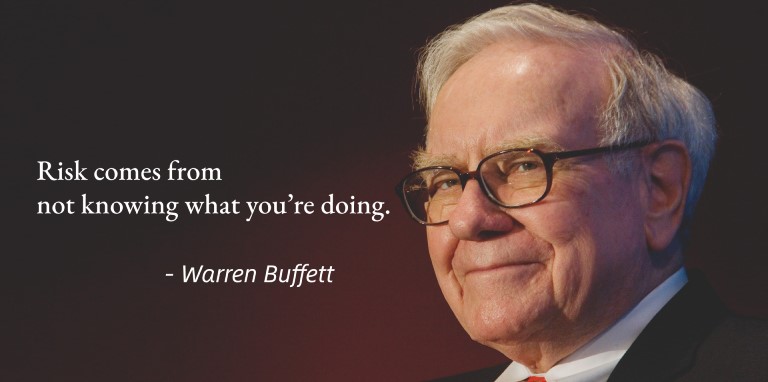 Risk comes from
not knowing what you’re doing.
- Warren Buffett